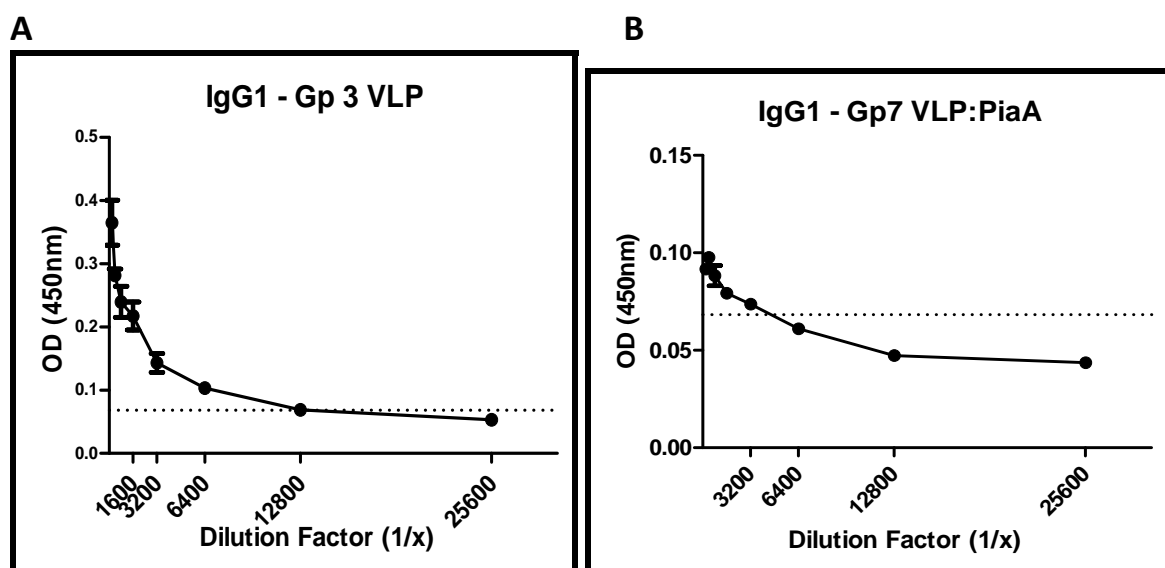 A
B
IgG1 - Gp 3 VLP
OD (450nm)
0.5
0.4
0.3
0.2
0.1
0.0
1600
3200
6400
12800
25600
Dilution Factor (1/x)
IgG1 - Gp7 VLP:PiaA
OD (450nm)
0.15
0.10
0.05
0.00
3200
6400
12800
25600
Dilution Factor (1/x)